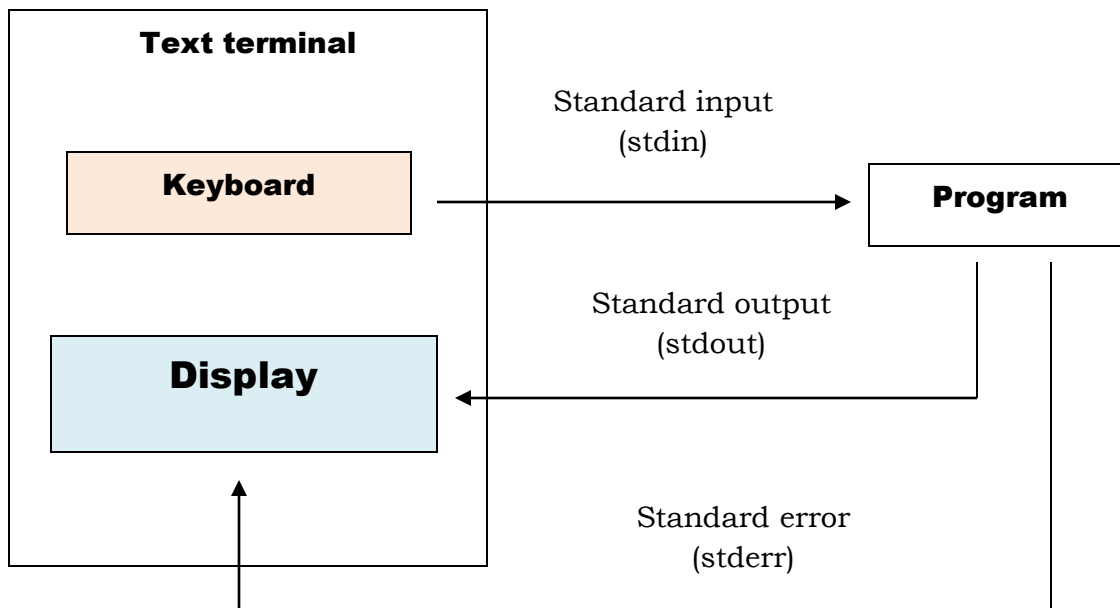 Text terminal
Standard input
(stdin)
Keyboard
Program
Standard output
(stdout)
Display
Standard error
(stderr)